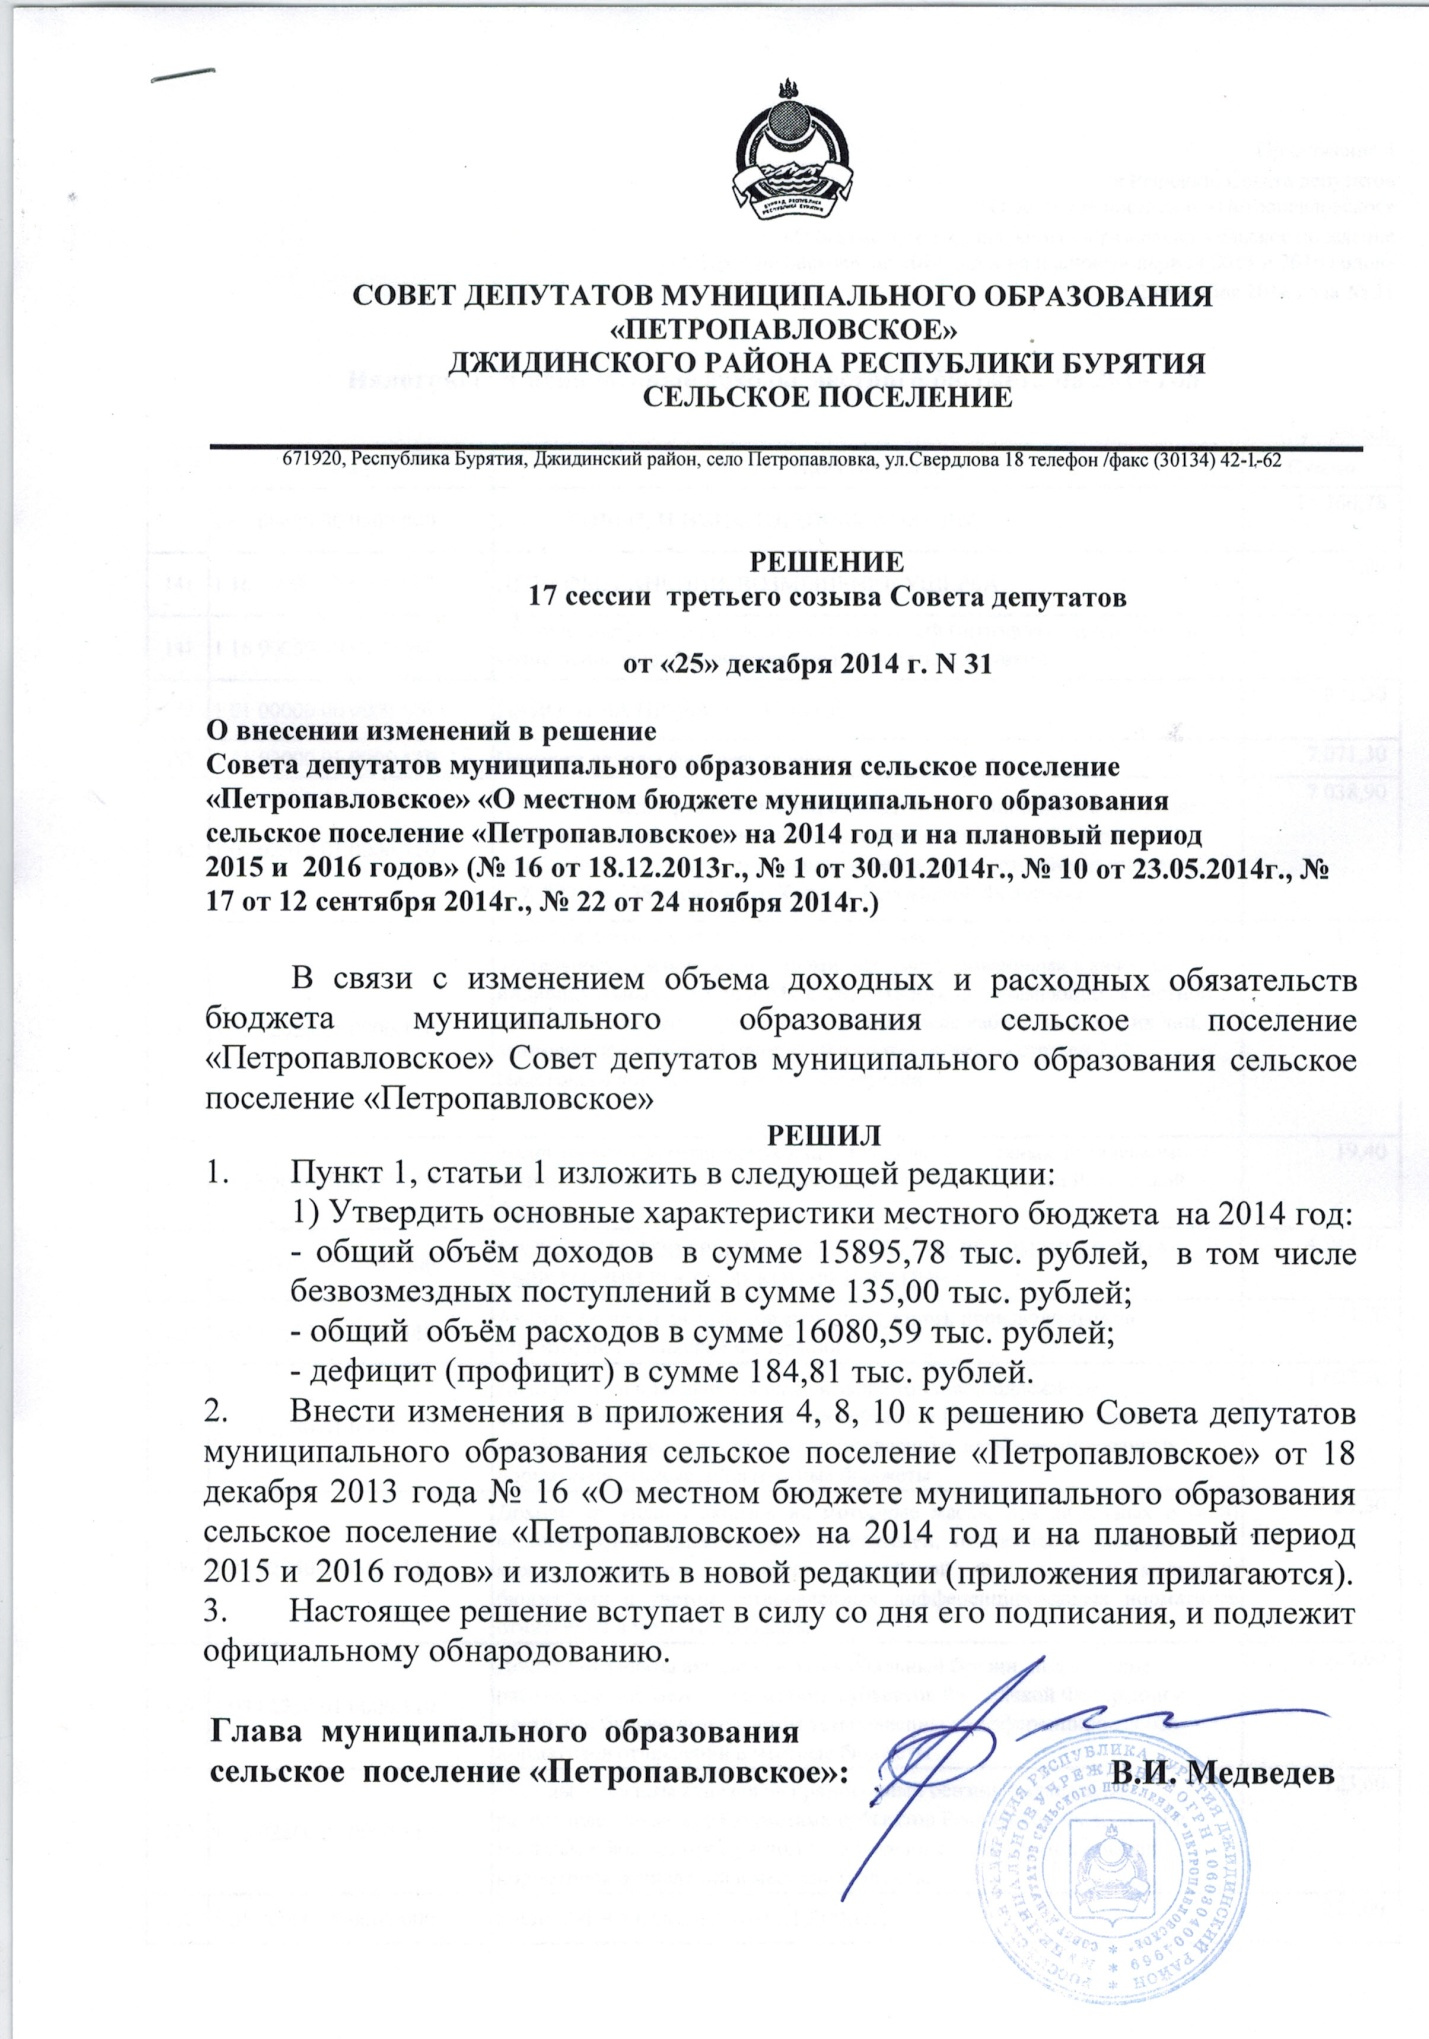 СОВЕТ ДЕПУТАТОВ МУНИЦИПАЛЬНОГО ОБРАЗОВАНИЯ
«ПЕТРОПАВЛОВСКОЕ»
ДЖИДИНСКОГО РАЙОНА РЕСПУБЛИКИ БУРЯТИЯ
СЕЛЬСКОЕ ПОСЕЛЕНИЕ
671920, Республика Бурятия, Джидинский район, село Петропавловка, ул.Свердлова 18 телефон /факс (30134) 42-1-62
РЕШЕНИЕ
17 сессии третьего созыва Совета депутатов
от «25» декабря 2014 г. N 31
О внесении изменений в решение
Совета депутатов муниципального образования сельское поселение
«Петропавловское» «О местном бюджете муниципального образования
сельское поселение «Петропавловское» на 2014 год и на плановый период
2015 и 2016 годов» (№ 16 от 18.12.2013г., № 1 от 30.01.2014г., № 10 от 23.05.2014г., №
17 от 12 сентября 2014г., № 22 от 24 ноября 2014г.)
В связи с изменением объема доходных и расходных обязательств
бюджета муниципального образования сельское поселение
«Петропавловское» Совет депутатов муниципального образования сельское
поселение «Петропавловское»
РЕШИЛ
1. Пункт 1, статьи 1 изложить в следующей редакции:
1) Утвердить основные характеристики местного бюджета на 2014 год:
- общий объём доходов в сумме 15895,78 тыс. рублей, в том числе
безвозмездных поступлений в сумме 135,00 тыс. рублей;
- общий объём расходов в сумме 16080,59 тыс. рублей;
- дефицит (профицит) в сумме 184,81 тыс. рублей.
2. Внести изменения в приложения 4, 8, 10 к решению Совета депутатов
муниципального образования сельское поселение «Петропавловское» от 18
декабря 2013 года № 16 «О местном бюджете муниципального образования
сельское поселение «Петропавловское» на 2014 год и на плановый период
2015 и 2016 годов» и изложить в новой редакции (приложения прилагаются).
3. Настоящее решение вступает в силу со дня его подписания, и подлежит
официальному обнародованию.
Глава муниципального образования
сельское поселение «Петропавловское»: В.И. Медведев
РОССИЙСКАЯ ФЕДЕРАЦИЯ РЕСПУБЛИКА БУРЯТИЯ ДЖИДИНСКИЙ РАЙОН
СОВЕТ ДЕПУТАТОВ СЕЛЬСКОГО ПОСЕЛЕНИЯ «ПЕТРОПАВЛОВСКОЕ»